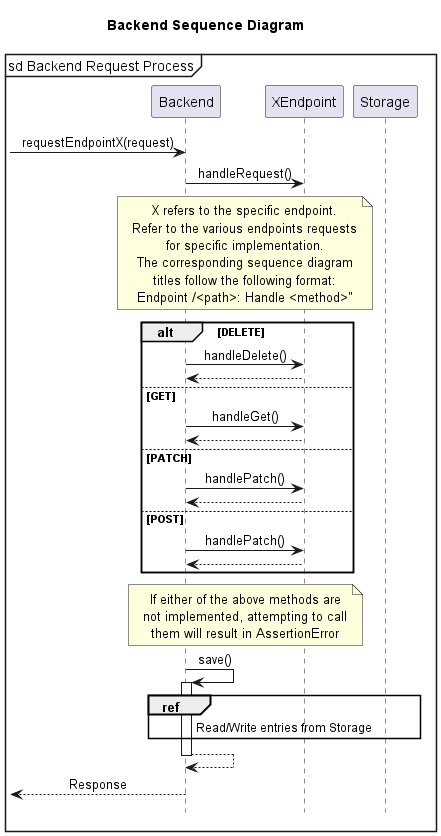 Backend Sequence Diagram
sd Backend Request Process
Backend
XEndpoint
Storage
requestEndpointX(request)
handleRequest()
X refers to the specific endpoint.
Refer to the various endpoints requests
for specific implementation.
The corresponding sequence diagram
titles follow the following format:
Endpoint /<path>: Handle <method>"
alt [DELETE]
handleDelete()
[GET]
handleGet()
[PATCH]
handlePatch()
[POST]
handlePatch()
If either of the above methods are
not implemented, attempting to call
them will result in AssertionError
save()
ref
Read/Write entries from Storage
Response